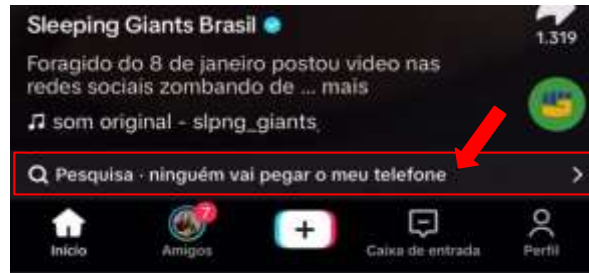 Sleeping Giants Brasil
1.319
Foragido do 8 de janeiro postou video nas
redes sociais zombando de ... mais
som original - slpng_giants
Pesquisa · ninguém vai pegar o meu telefone
7
Início
Amigos
Caixa de entrada
Perfil